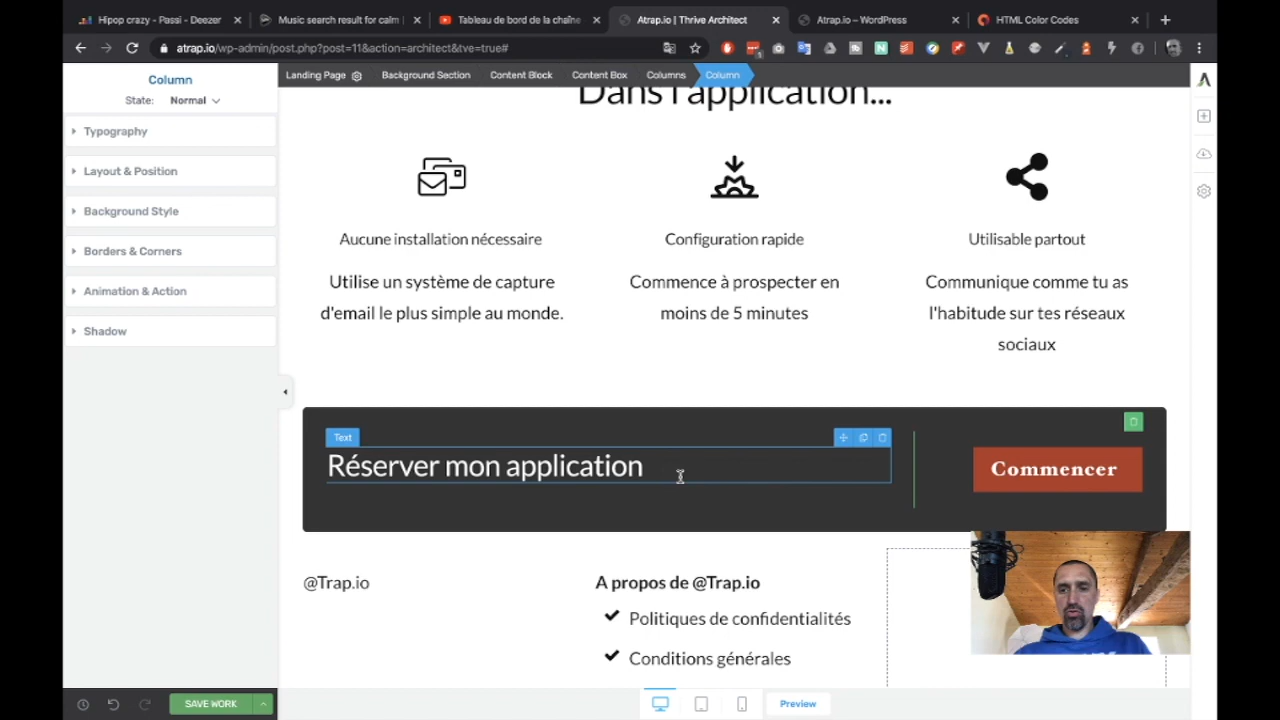 Hipop crazy - Passi - Deezer
Music search result for calm
Tableau de bord de la chaîne
Atrap.io | Thrive Architect
Atrap.io – WordPress
HTML Color Codes
atrap.io/wp-admin/post.php?post=11&action=architect&tve=true#
Column
State: Normal
Typography
Layout & Position
Background Style
Borders & Corners
Animation & Action
Shadow
Landing Page
Background Section
Content Block
Content Box
Columns
Column
Dans l'application...
Aucune installation nécessaire
Configuration rapide
Utilisable partout
Utilise un système de capture
d'email le plus simple au monde.
Commence à prospecter en
moins de 5 minutes
Communique comme tu as
l'habitude sur tes réseaux
sociaux
Text
Réserver mon application
Commencer
@Trap.io
A propos de @Trap.io
Politiques de confidentialités
Conditions générales
SAVE WORK
Preview